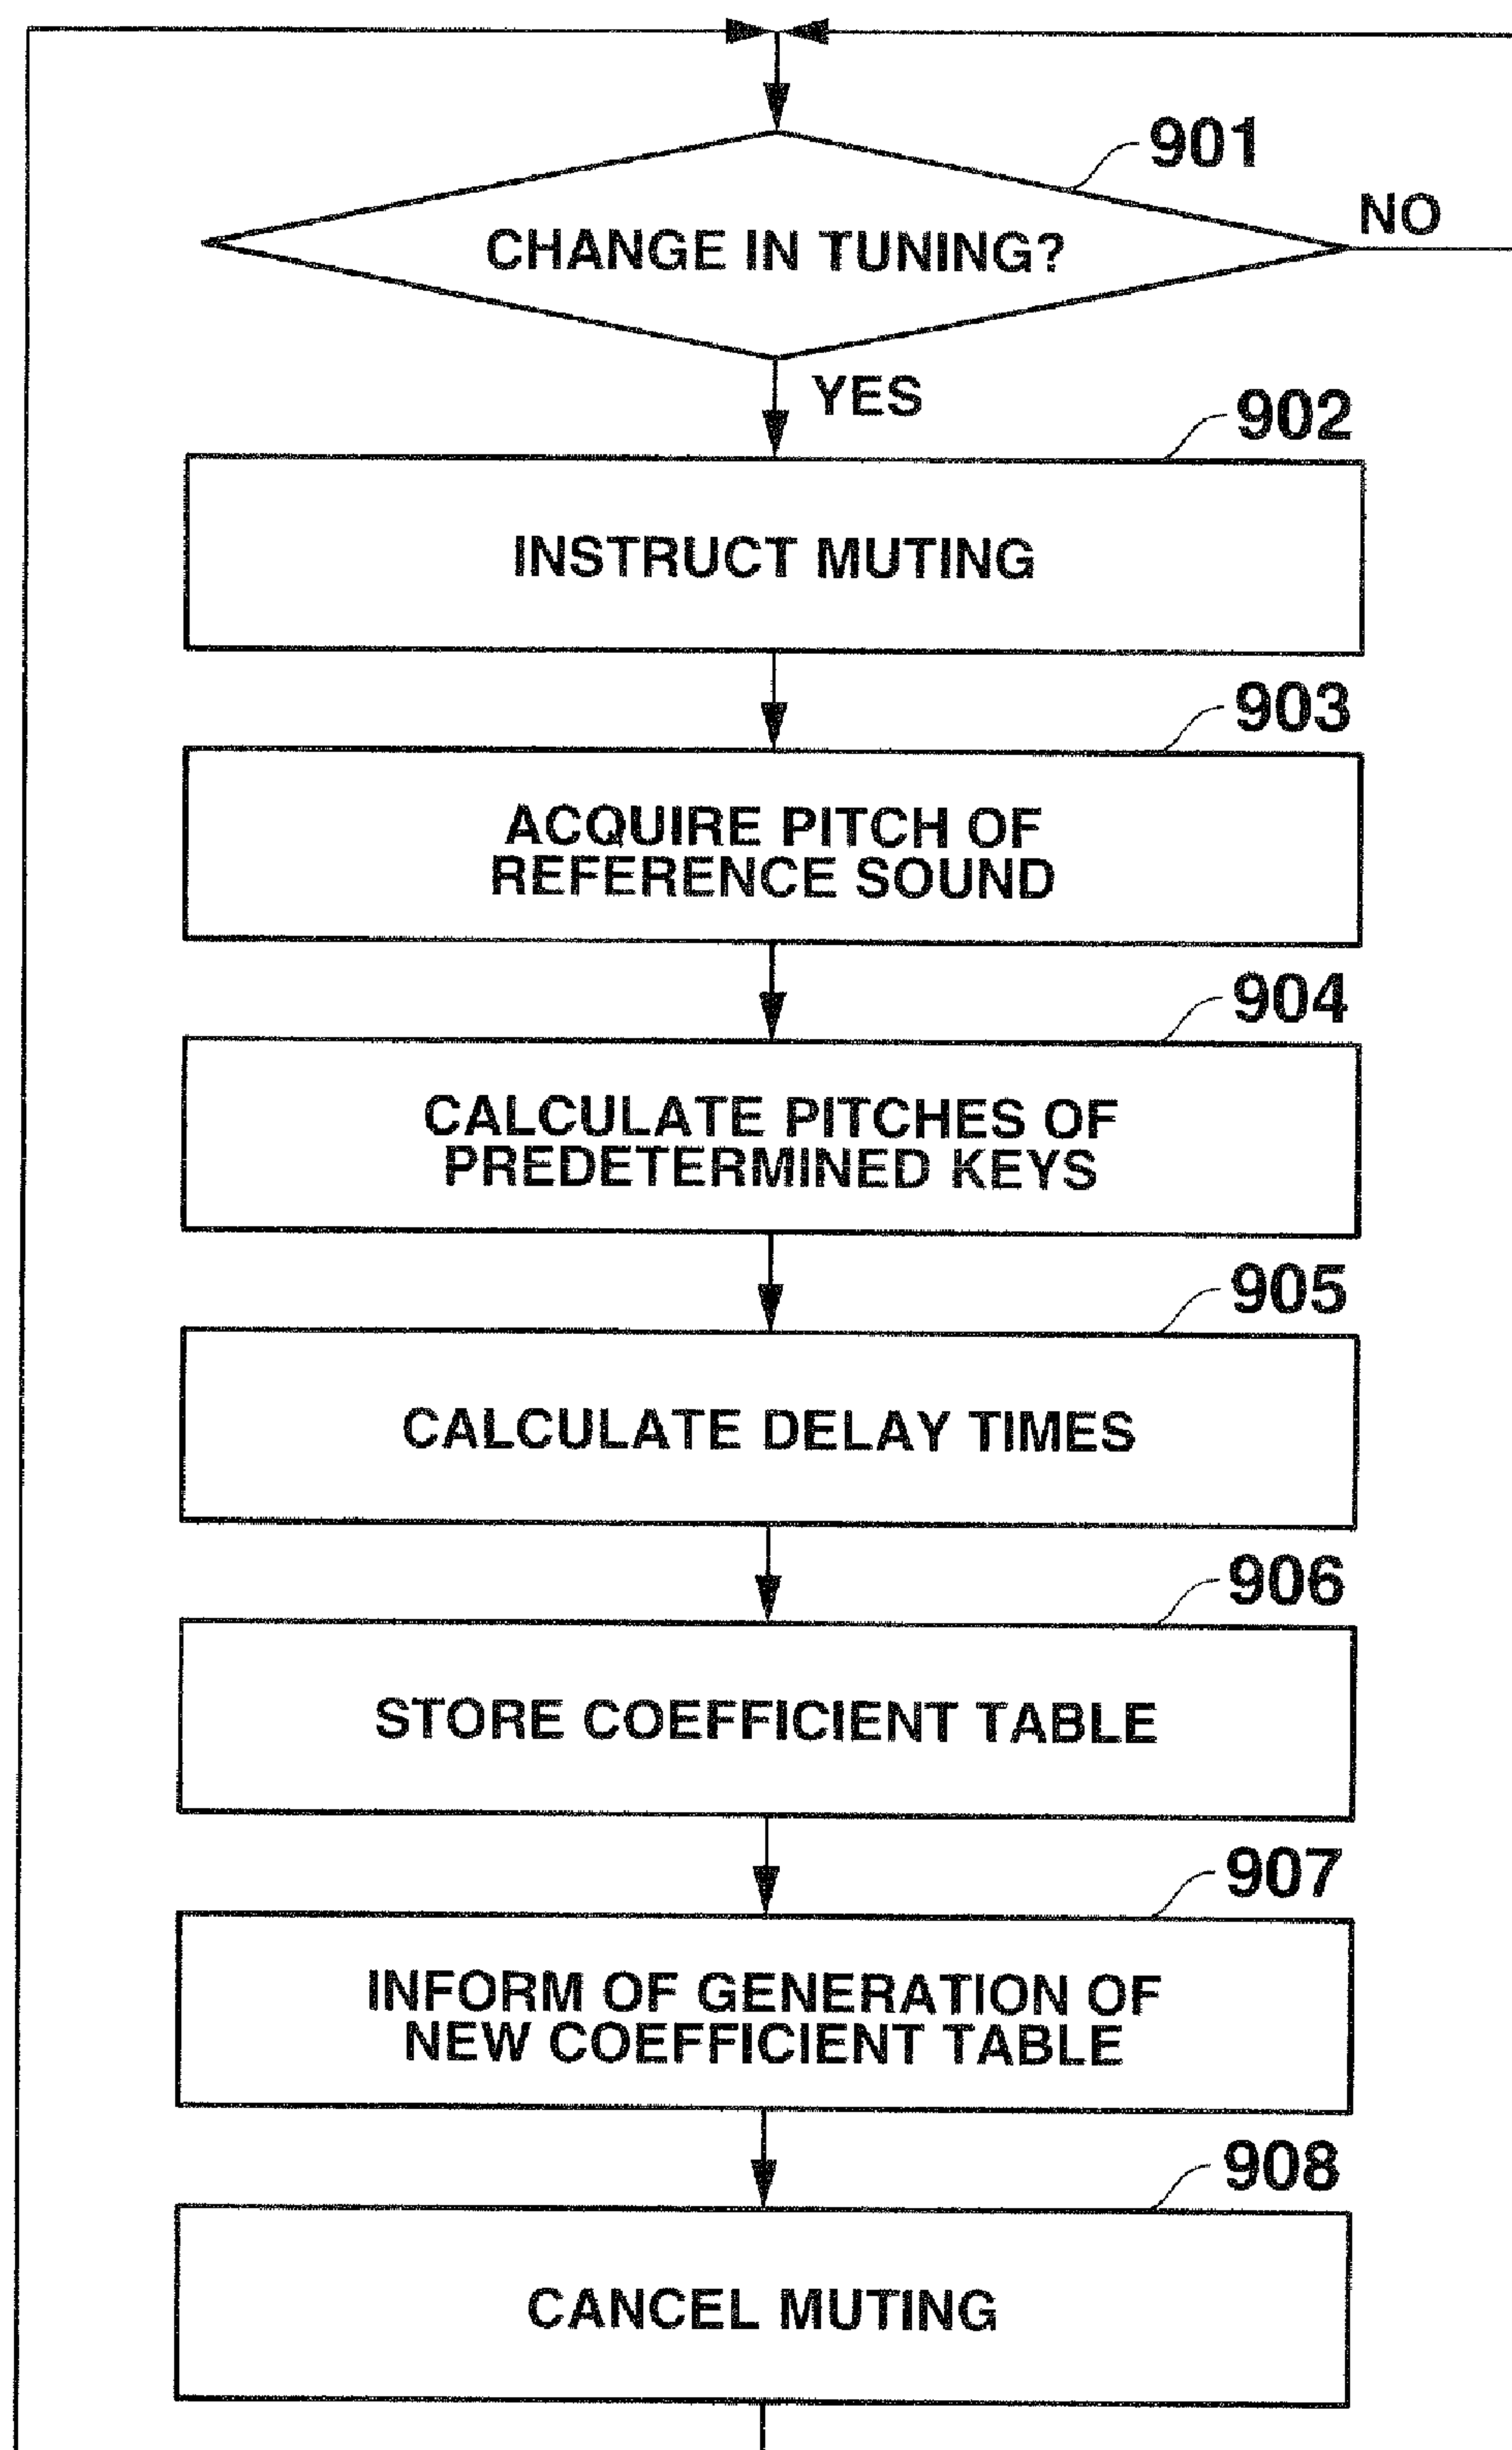 901
CHANGE IN TUNING?
NO
YES
902
INSTRUCT MUTING
903
ACQUIRE PITCH OF
REFERENCE SOUND
904
CALCULATE PITCHES OF
PREDETERMINED KEYS
905
CALCULATE DELAY TIMES
906
STORE COEFFICIENT TABLE
907
INFORM OF GENERATION OF
NEW COEFFICIENT TABLE
908
CANCEL MUTING